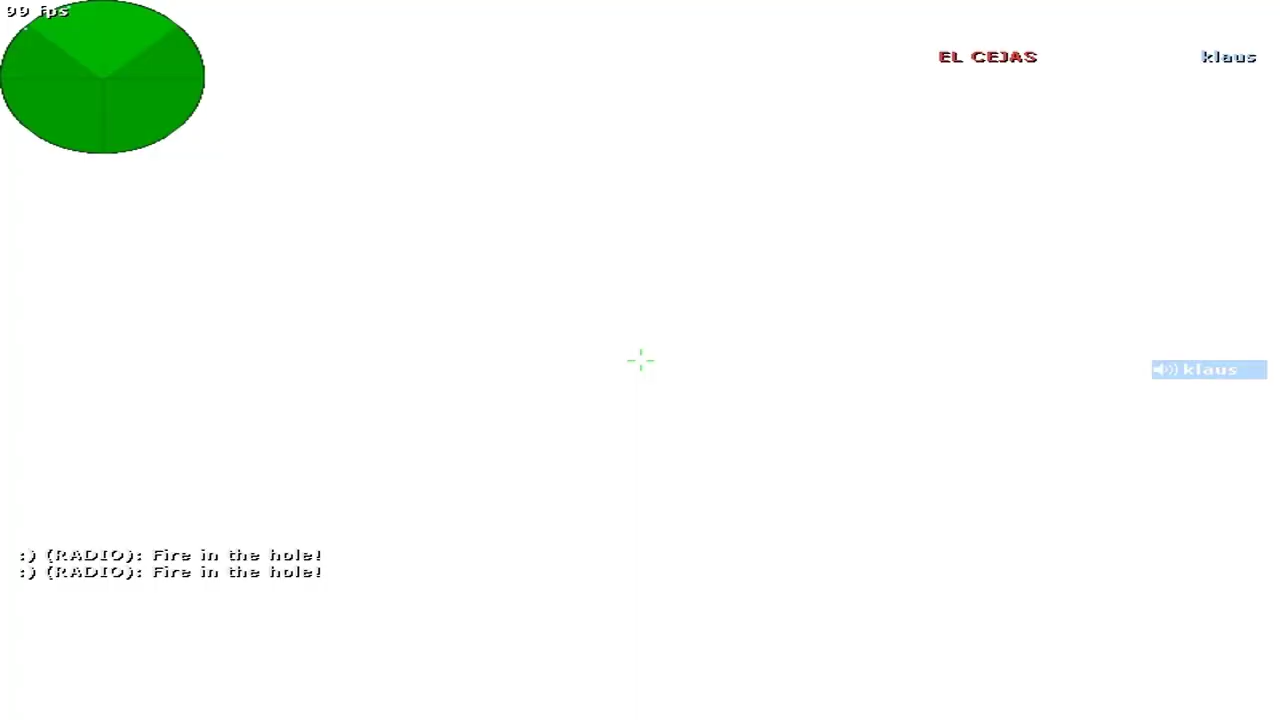 99 fps
EL CEJAS klaus
klaus
:) (RADIO): Fire in the hole!
:) (RADIO): Fire in the hole!